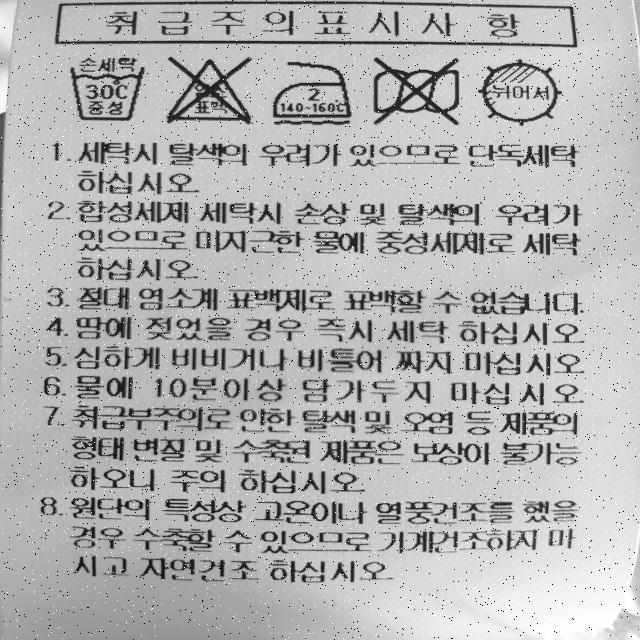 취급주의표시사항
손세탁
30C
중성
염소
표백
2
140~160C
뉘어서
1. 세탁시 탈색의 우려가 있으므로 단독세탁
하십시오
2. 합성세제 세탁시 손상 및 탈색의 우려가
있으므로 미지근한 물에 중성세제로 세탁
하십시오
3. 절대 염소계 표백제로 표백할 수 없습니다.
4. 땀에 젖었을 경우 즉시 세탁 하십시오
5. 심하게 비비거나 비틀어 짜지 마십시오
6. 물에 10분이상 담가두지 마십시오
7. 취급부주의로 인한 탈색 및 오염 등 제품의
형태 변질 및 수축된 제품은 보상이 불가능
하오니 주의 하십시오
8. 원단의 특성상 고온이나 열풍건조를 했을
경우 수축할 수 있으므로 기계건조하지 마
시고 자연건조 하십시오